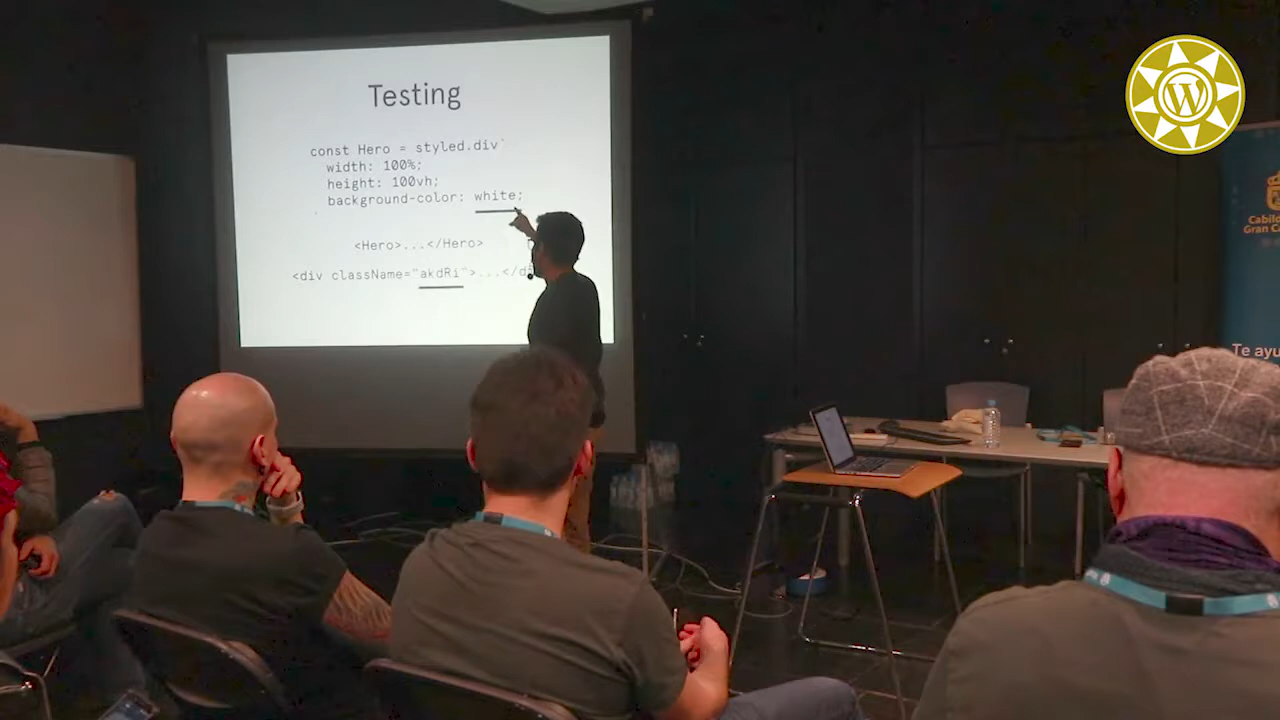 Testing
const Hero = styled.div`
width: 100%;
height: 100vh;
background-color: white;
<Hero>...</Hero>
<div className="akdRi">...</d
W
Cabild
Gran C
Te ayu